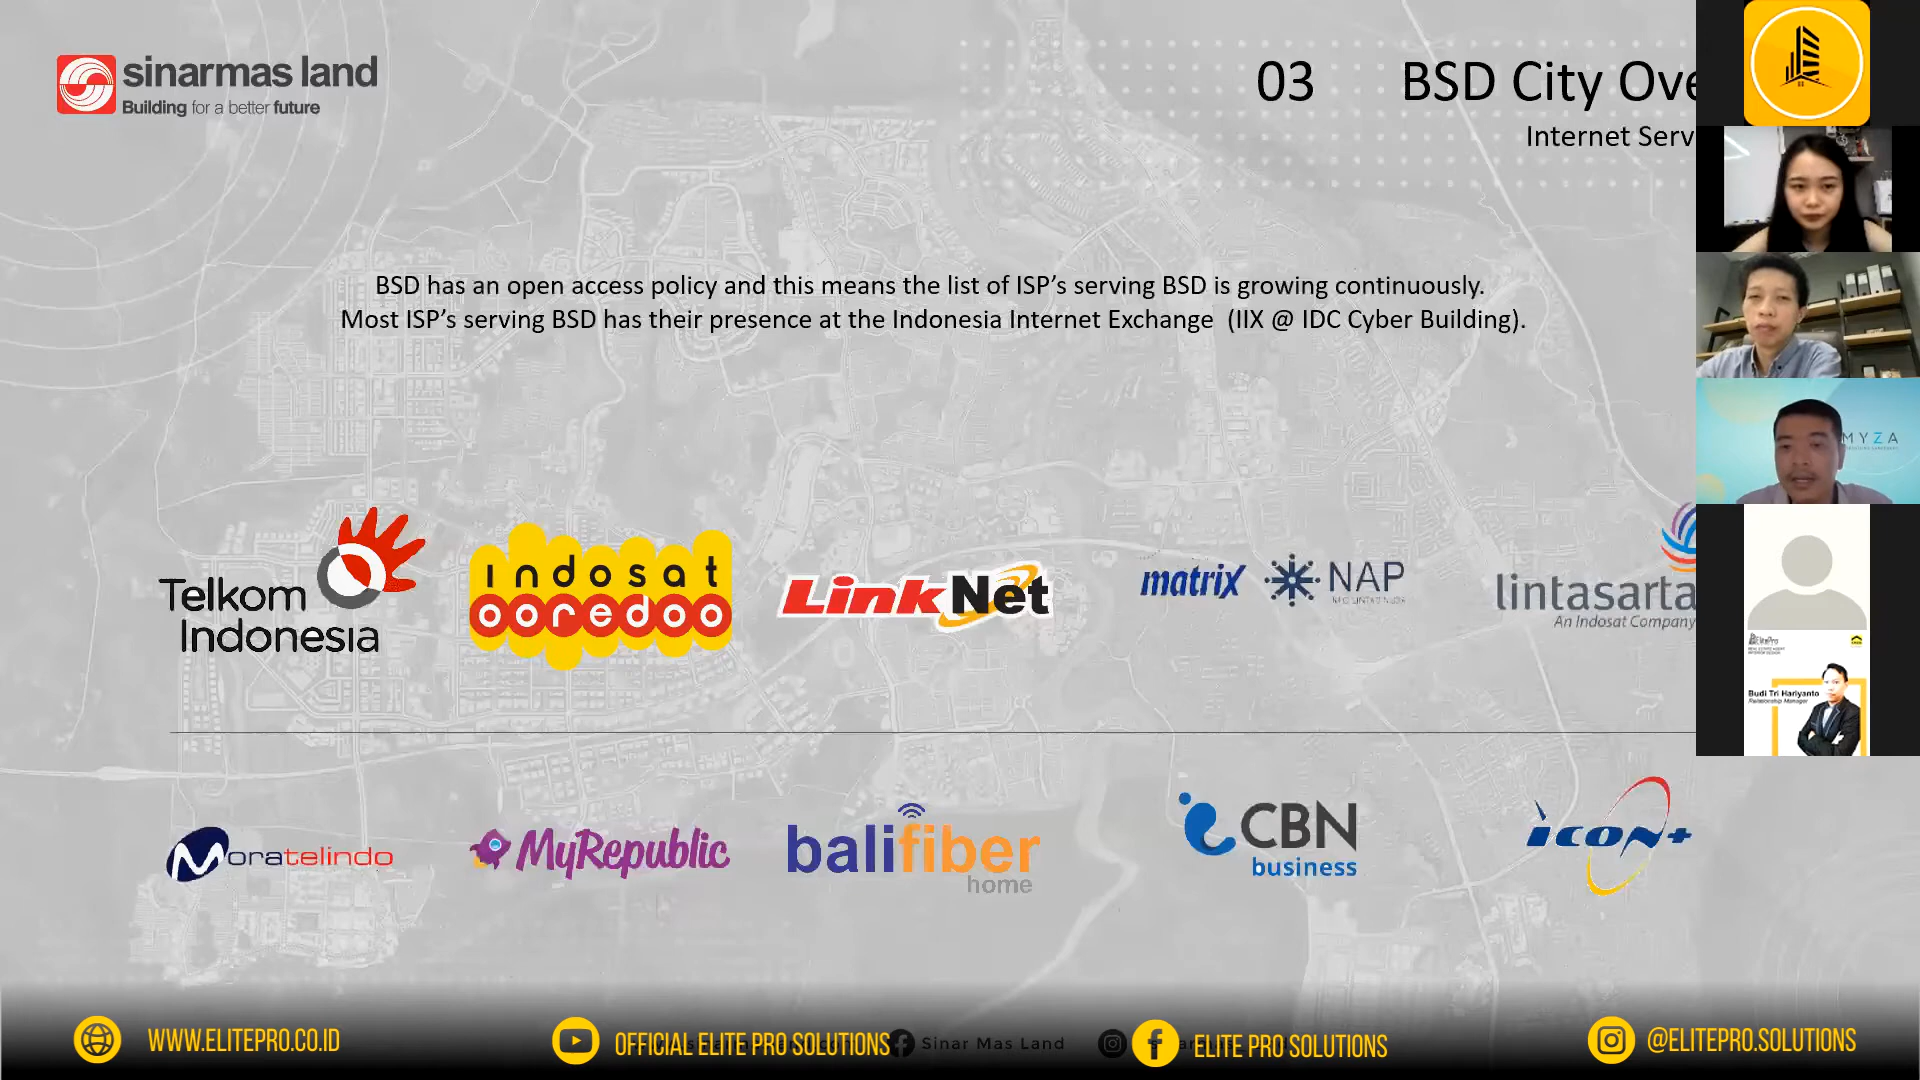 sinarmas land
Building for a better future
03 BSD City Ove
Internet Serv
BSD has an open access policy and this means the list of ISP's serving BSD is growing continuously.
Most ISP's serving BSD has their presence at the Indonesia Internet Exchange (IIX @ IDC Cyber Building).
MYZA
Telkom
Indonesia
indosat
ooredoo
LinkNet
matrix NAP
lintasarta
An Indosat Company
ElitePro
Budi Tri Hariyanto
Relationship Manager
Moratelindo
MyRepublic
balifiber
home
CBN
business
icon+
WWW.ELITEPRO.CO.ID
OFFICIAL ELITE PRO SOLUTIONS
Sinar Mas Land
ELITE PRO SOLUTIONS
@ELITEPRO.SOLUTIONS